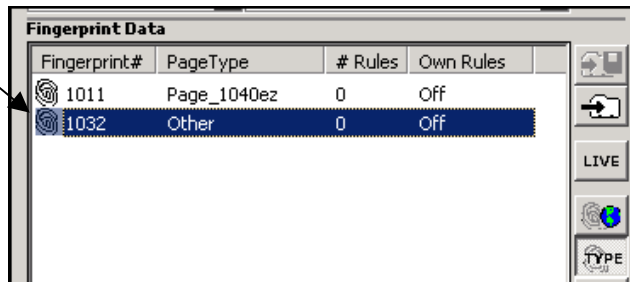 Fingerprint Data
Fingerprint# PageType # Rules Own Rules
1011 Page_1040ez 0 Off
1032 Other 0 Off
LIVE
TYPE